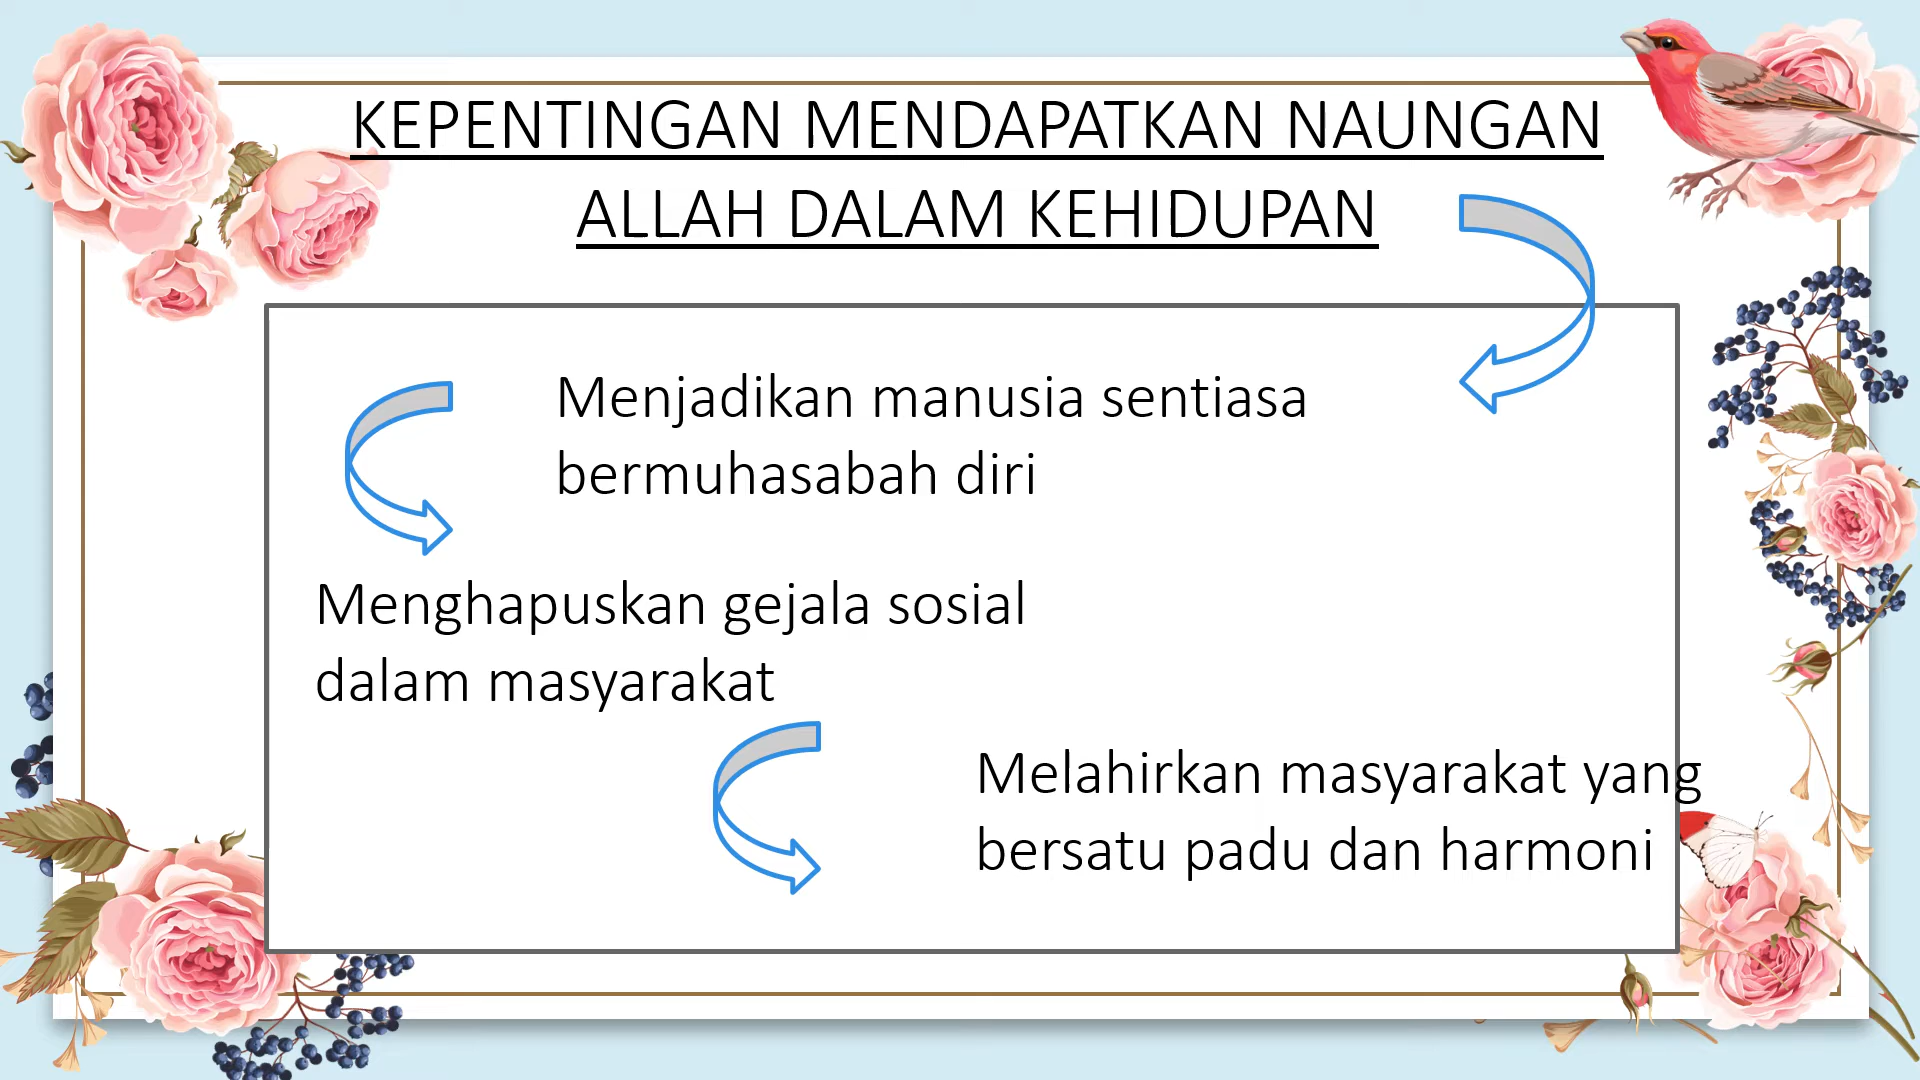 KEPENTINGAN MENDAPATKAN NAUNGAN
ALLAH DALAM KEHIDUPAN
Menjadikan manusia sentiasa
bermuhasabah diri
Menghapuskan gejala sosial
dalam masyarakat
Melahirkan masyarakat yang
bersatu padu dan harmoni